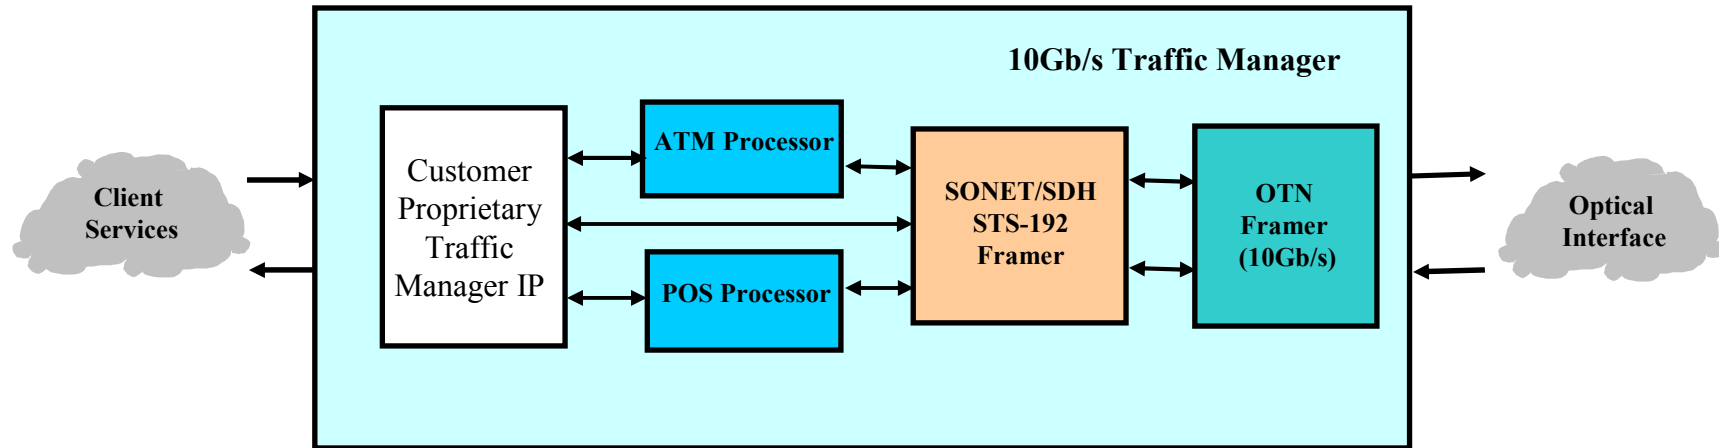 10Gb/s Traffic Manager
Client
Services
Customer
Proprietary
Traffic
Manager IP
ATM Processor
POS Processor
SONET/SDH
STS-192
Framer
OTN
Framer
(10Gb/s)
Optical
Interface